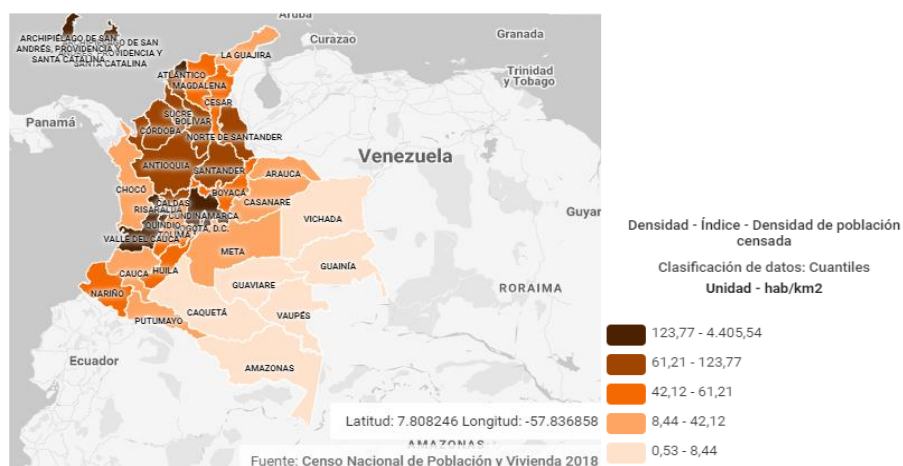 Aruba
Curazao
Granada
ARCHIPIÉLAGO DE SAN
ANDRÉS, PROVIDENCIA Y
SANTA CATALINA
SAN
PROVIDENCIA Y
SANTA CATALINA
LA GUAJIRA
Trinidad
y Tobago
ATLÁNTICO
MAGDALENA
CESAR
SUCRE
BOLÍVAR
Panamá
CÓRDOBA
NORTE DE SANTANDER
Venezuela
ANTIOQUIA
SANTANDER
ARAUCA
CHOCÓ
BOYACÁ
CALDAS
CASANARE
RISARALDA
CUNDINAMARCA
VICHADA
Guyan
QUINDÍO
BOGOTÁ, D.C.
TOLIMA
VALLE DEL CAUCA
META
GUAINÍA
CAUCA
HUILA
GUAVIARE
RORAIMA
NARIÑO
CAQUETÁ
VAUPÉS
PUTUMAYO
Ecuador
AMAZONAS
Latitud: 7.808246 Longitud: -57.836858
AMAZONAS
Fuente: Censo Nacional de Población y Vivienda 2018
Densidad - Índice - Densidad de población
censada
Clasificación de datos: Cuantiles
Unidad - hab/km2
123,77 - 4.405,54
61,21 - 123,77
42,12 - 61,21
8,44 - 42,12
0,53 - 8,44